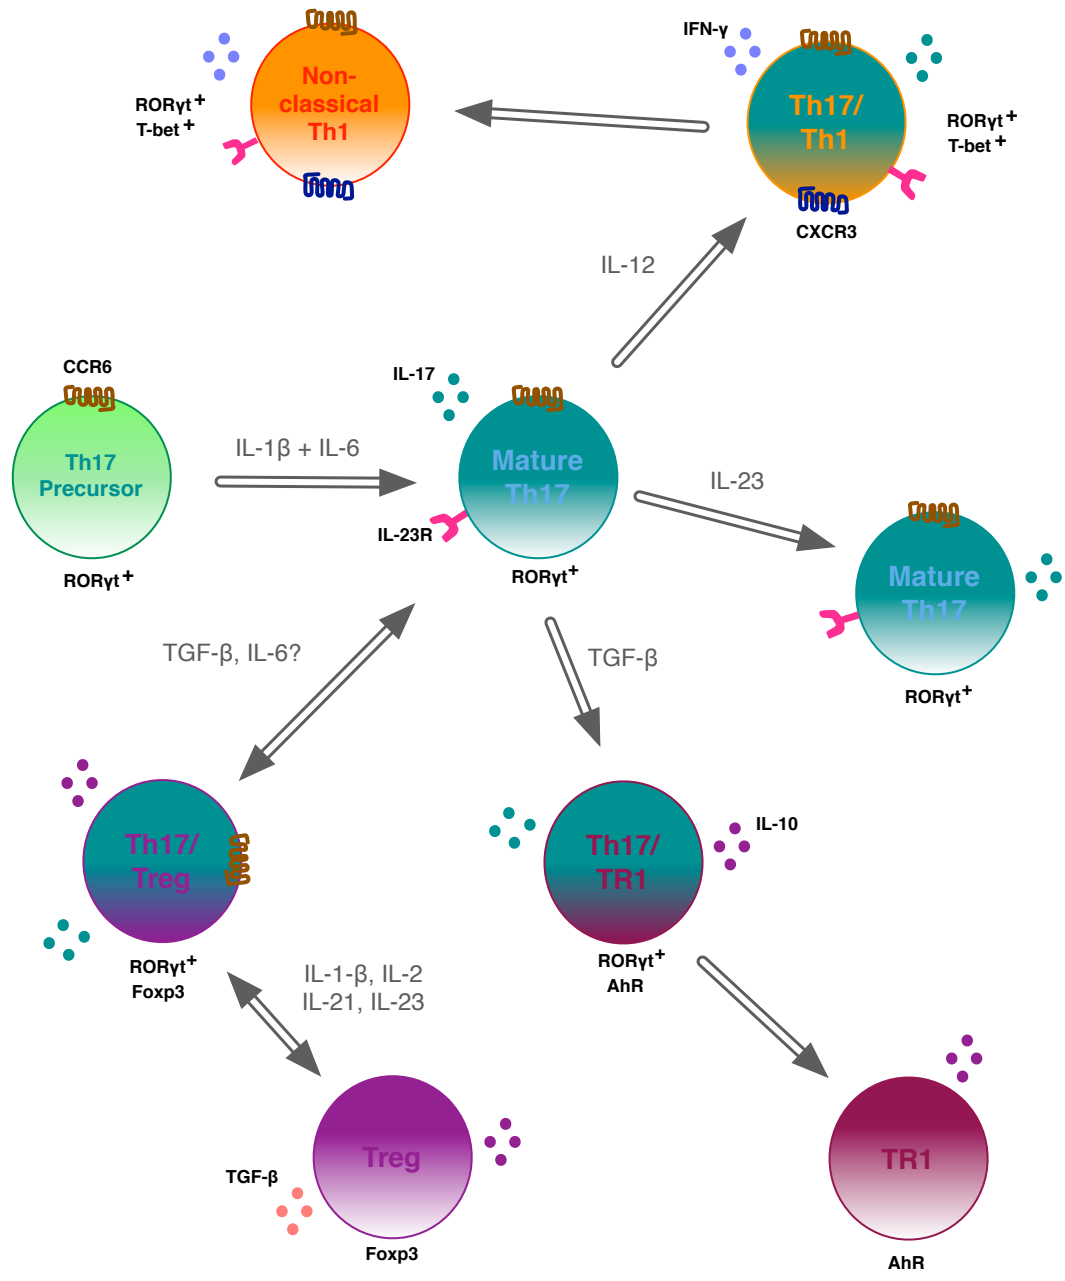 IFN-γ
Non-
classical
Th1
RORγt+
T-bet+
Th17/
Th1
RORγt+
T-bet+
CXCR3
IL-12
CCR6
Th17
Precursor
RORγt+
IL-1β + IL-6
IL-17
Mature
Th17
IL-23R
RORγt+
IL-23
Mature
Th17
RORγt+
TGF-β, IL-6?
TGF-β
Th17/
Treg
RORγt+
Foxp3
Th17/
TR1
IL-10
RORγt+
AhR
IL-1-β, IL-2
IL-21, IL-23
Treg
TGF-β
Foxp3
TR1
AhR